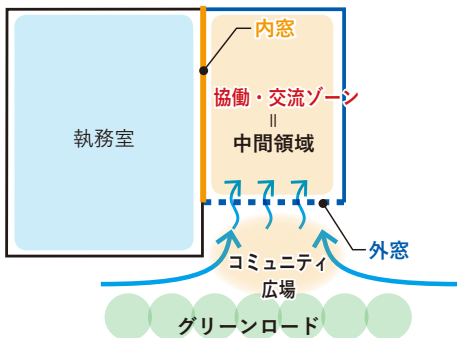 内窓
協働・交流ゾーン
॥
中間領域
執務室
外窓
コミュニティ
広場
グリーンロード